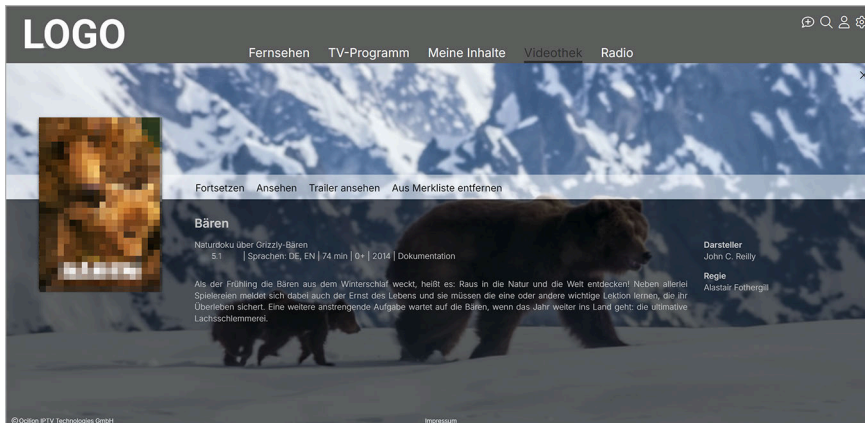 LOGO
Fernsehen TV-Programm Meine Inhalte Videothek Radio
Fortsetzen Ansehen Trailer ansehen Aus Merkliste entfernen
Bären
Naturdoku über Grizzly-Bären
5.1 | Sprachen: DE, EN | 74 min | 0+ | 2014 | Dokumentation
Als der Frühling die Bären aus dem Winterschlaf weckt, heißt es: Raus in die Natur und die Welt entdecken! Neben allerlei
Spielereien meldet sich dabei auch der Ernst des Lebens und sie müssen die eine oder andere wichtige Lektion lernen, die ihr
Überleben sichert. Eine weitere anstrengende Aufgabe wartet auf die Bären, wenn das Jahr weiter ins Land geht: die ultimative
Lachsschlemmerei.
Darsteller
John C. Reilly
Regie
Alastair Fothergill
© Ocilion IPTV Technologies GmbH
Impressum